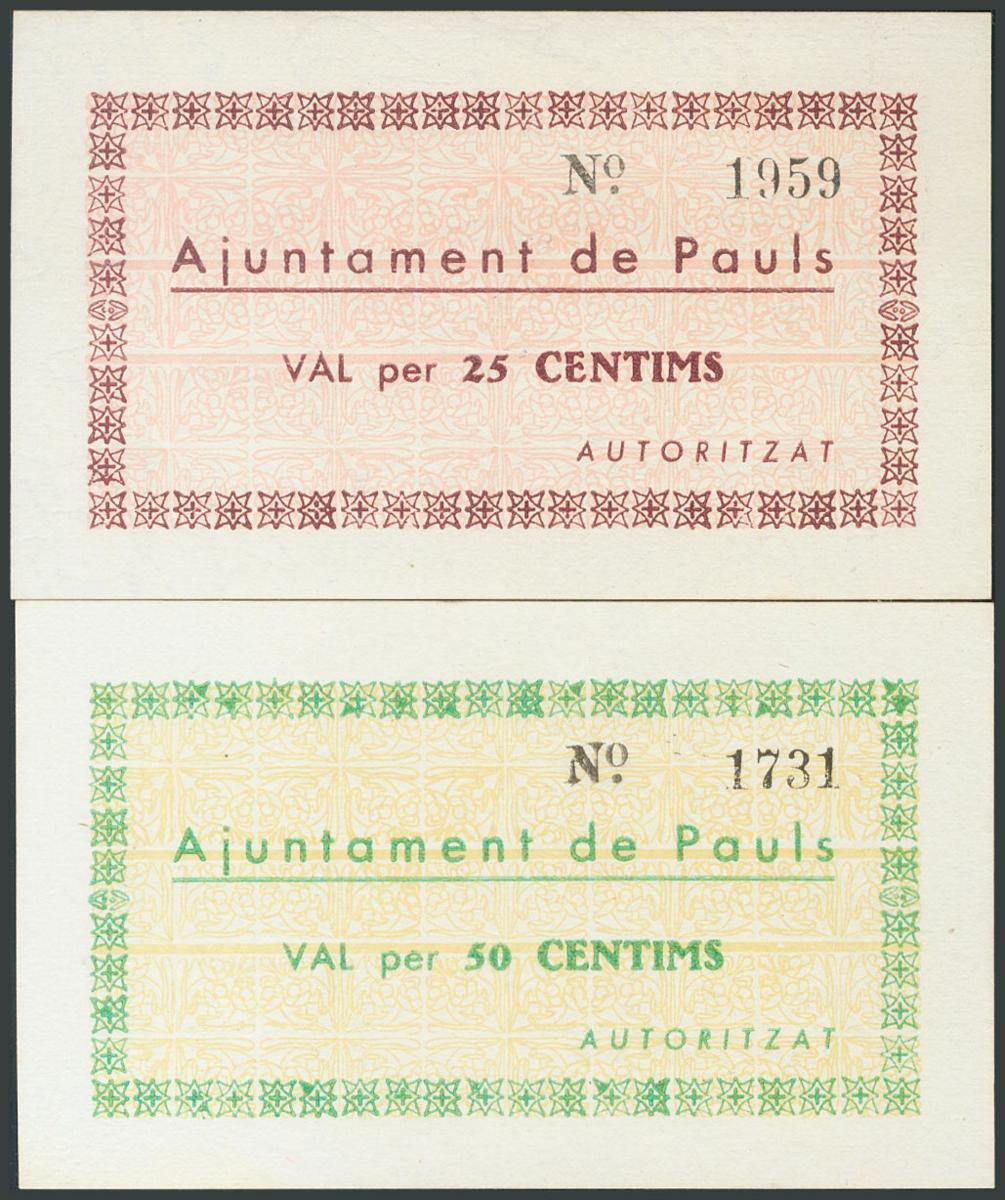 Nº. 1959
Ajuntament de Pauls
VAL per 25 CENTIMS
AUTORITZAT
Nº. 1731
Ajuntament de Pauls
VAL per 50 CENTIMS
AUTORITZAT